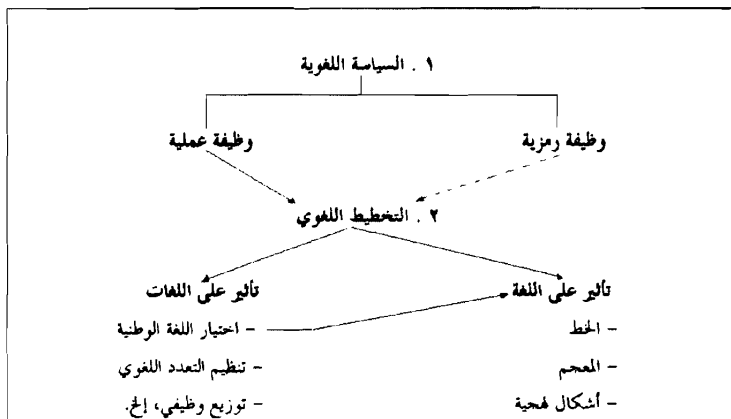 ١ . السياسة اللغوية
وظيفة رمزية
وظيفة عملية
٢ . التخطيط اللغوي
تأثير على اللغة
تأثير على اللغات
- الخط
- اختيار اللغة الوطنية
- المعجم
- تنظيم التعدد اللغوي
- أشكال لهجية
- توزيع وظيفي، إلخ.